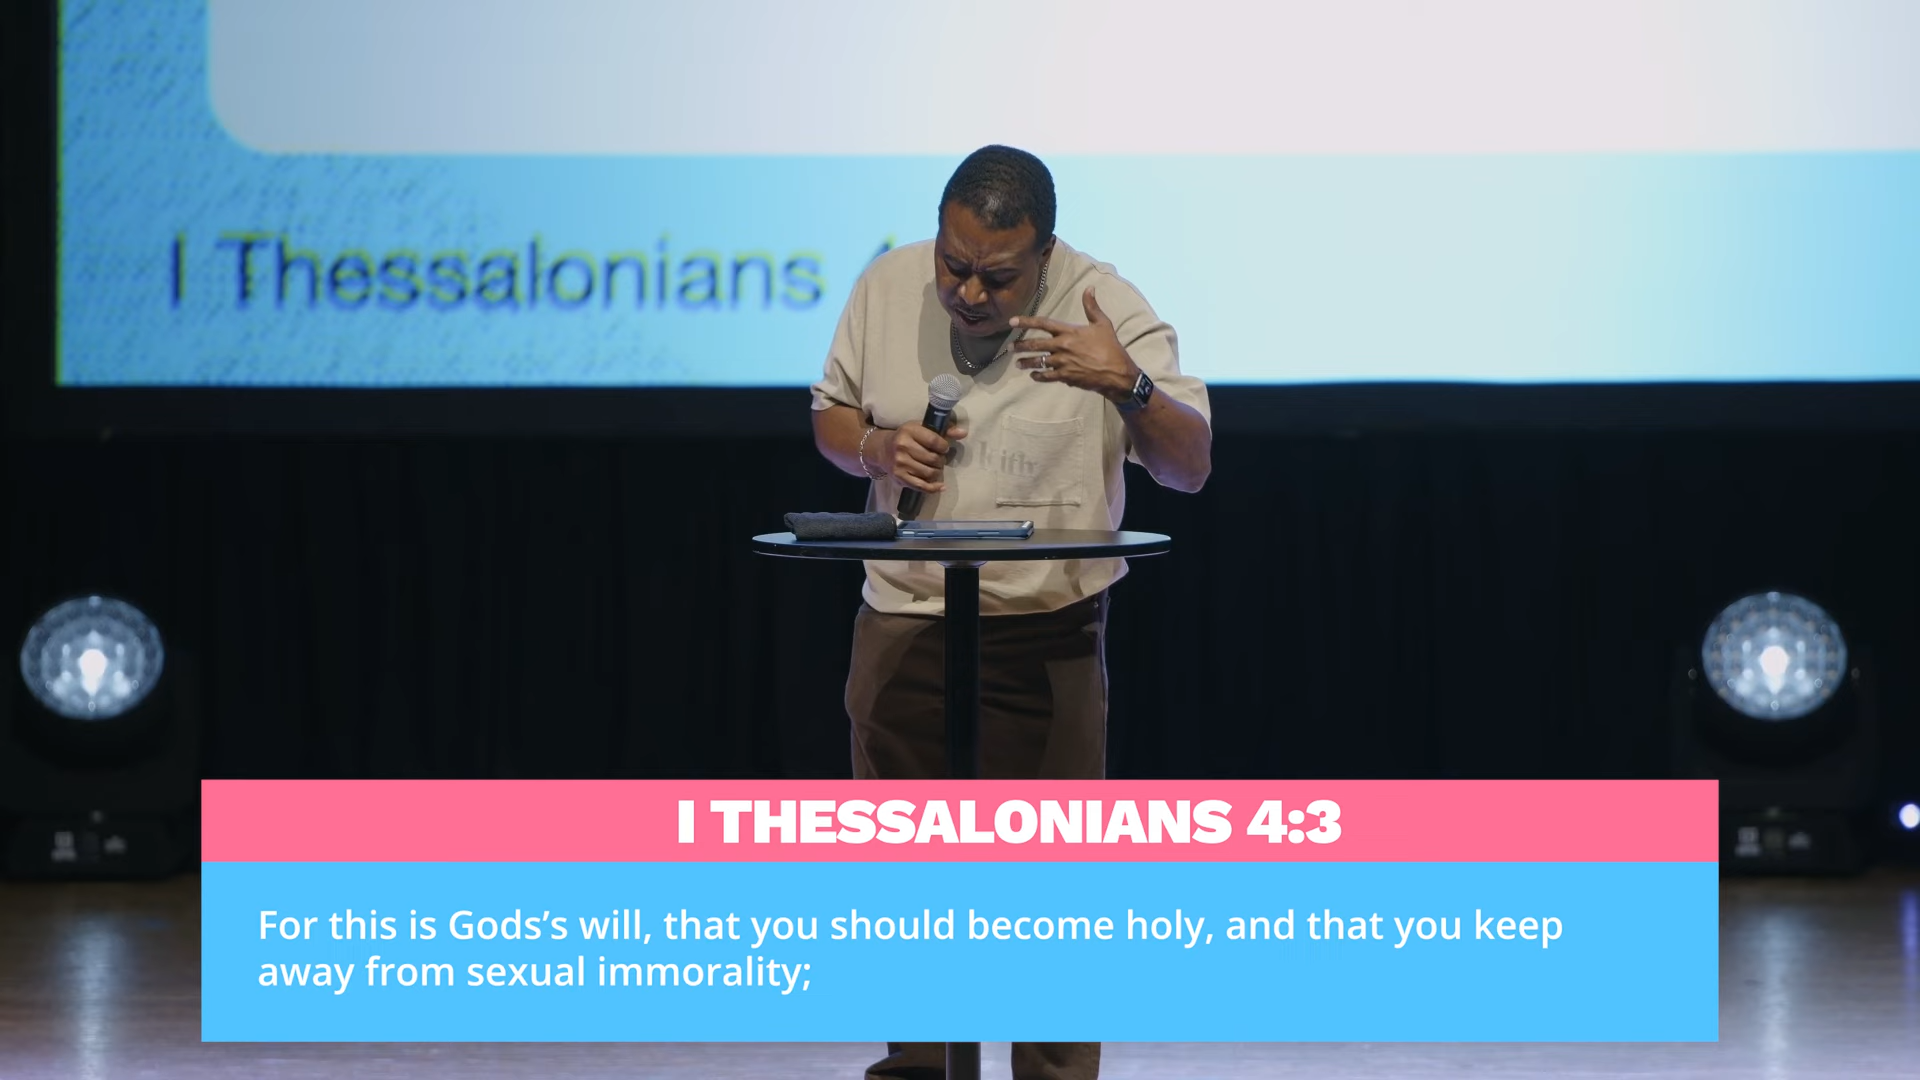 I Thessalonians
I THESSALONIANS 4:3
For this is Gods’s will, that you should become holy, and that you keep
away from sexual immorality;